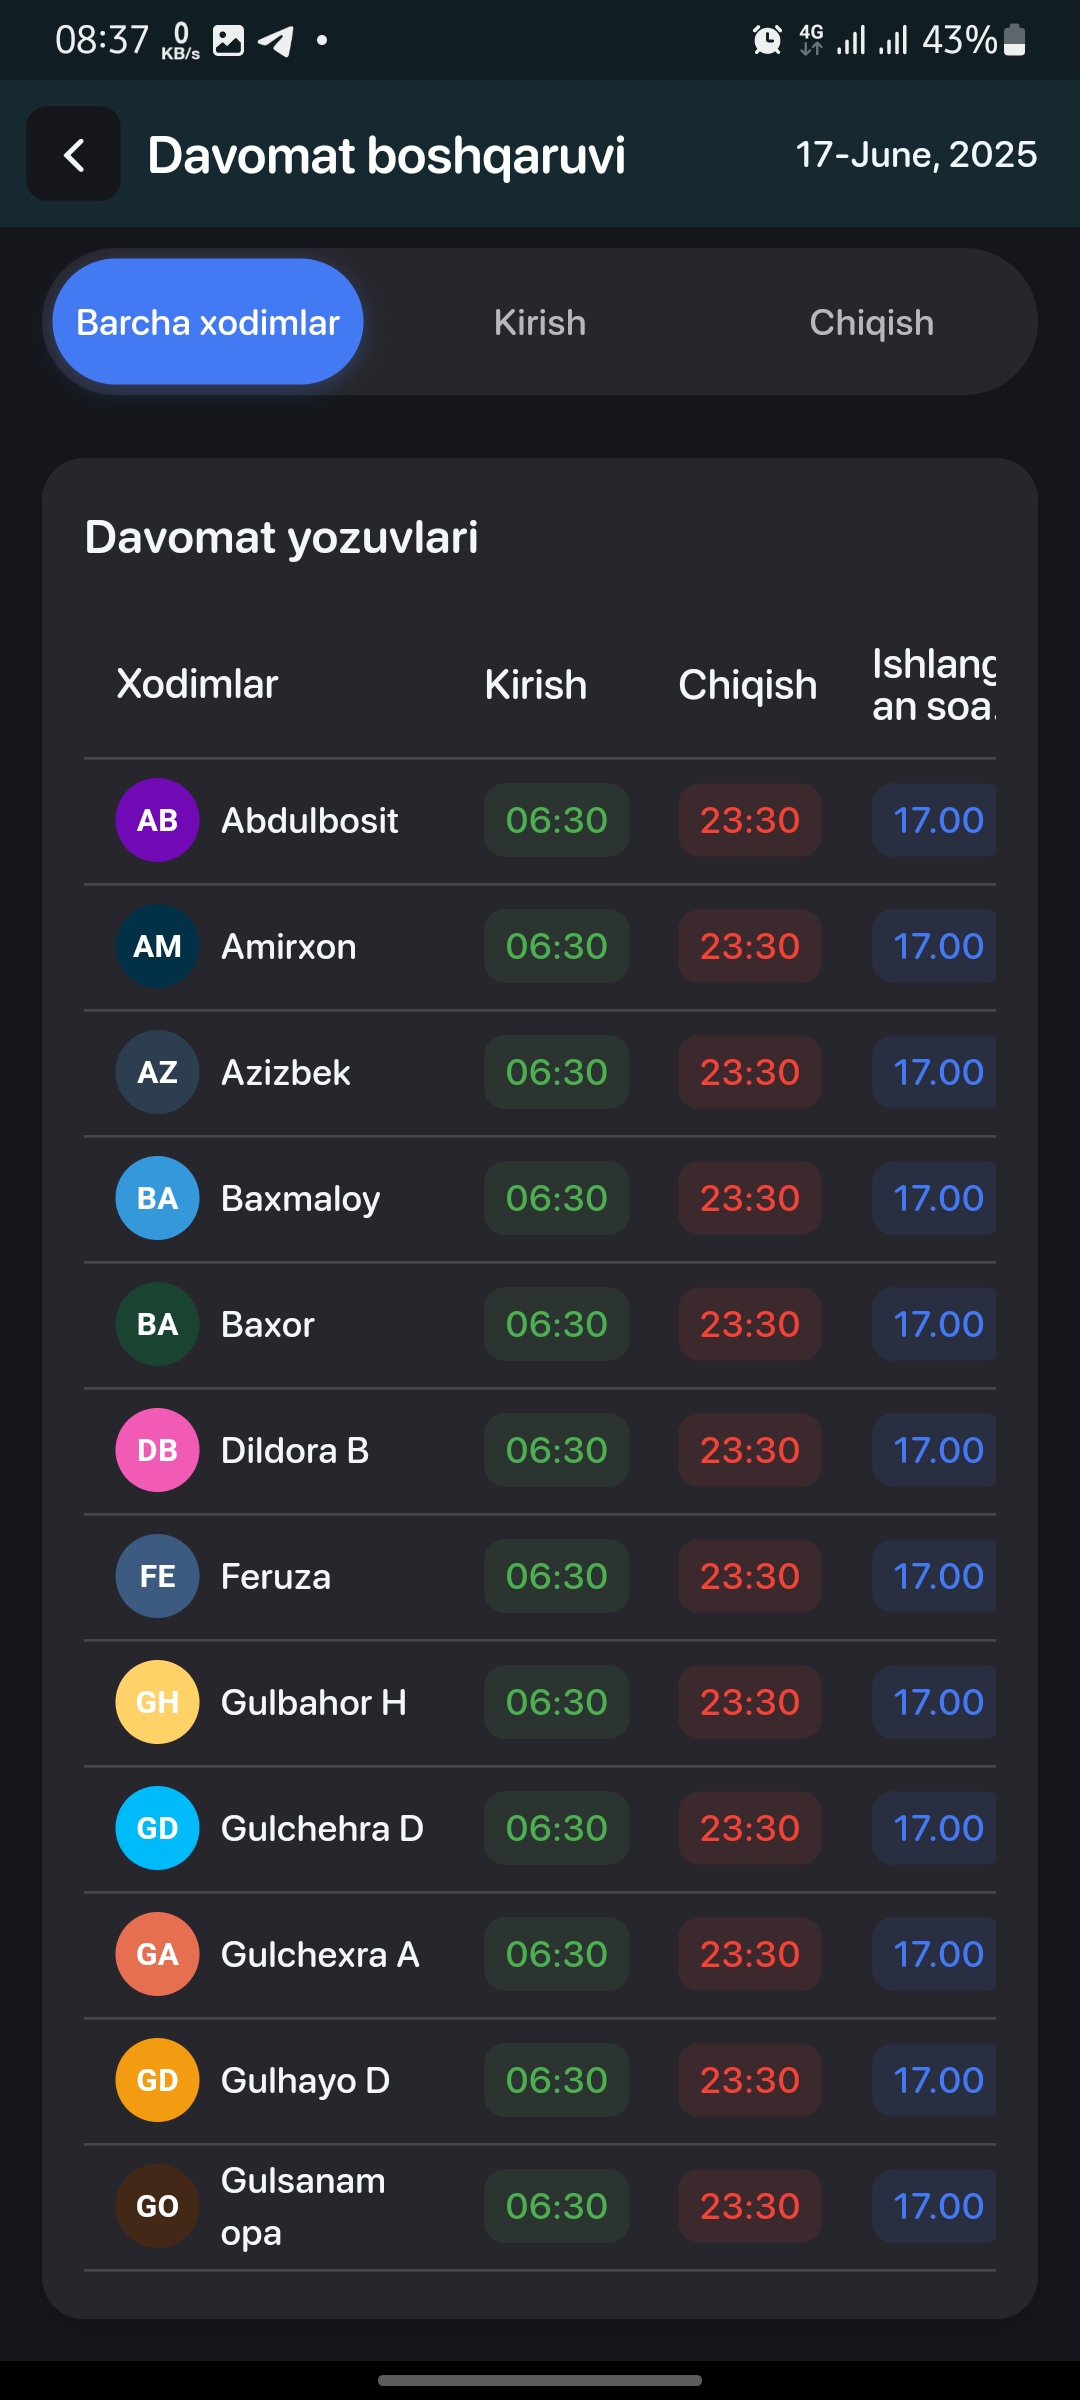 08:37 0 KB/s 4G 43%
Davomat boshqaruvi 17-June, 2025
Barcha xodimlar Kirish Chiqish
Davomat yozuvlari
Xodimlar Kirish Chiqish Ishlang
an soa.
AB Abdulbosit 06:30 23:30 17.00
AM Amirxon 06:30 23:30 17.00
AZ Azizbek 06:30 23:30 17.00
BA Baxmaloy 06:30 23:30 17.00
BA Baxor 06:30 23:30 17.00
DB Dildora B 06:30 23:30 17.00
FE Feruza 06:30 23:30 17.00
GH Gulbahor H 06:30 23:30 17.00
GD Gulchehra D 06:30 23:30 17.00
GA Gulchexra A 06:30 23:30 17.00
GD Gulhayo D 06:30 23:30 17.00
GO Gulsanam
opa 06:30 23:30 17.00